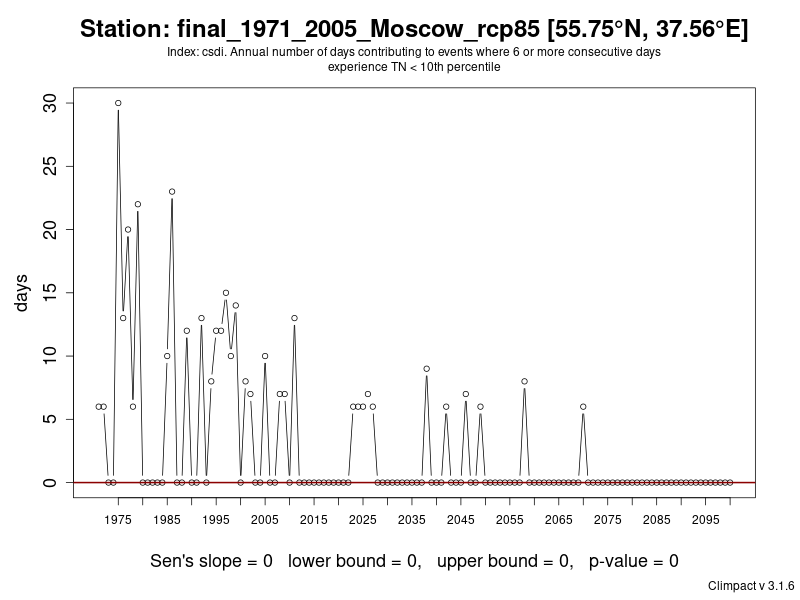 Station: final_1971_2005_Moscow_rcp85 [55.75°N, 37.56°E]
Index: csdi. Annual number of days contributing to events where 6 or more consecutive days
experience TN < 10th percentile
30
25
20
15
10
5
0
days
1975 1985 1995 2005 2015 2025 2035 2045 2055 2065 2075 2085 2095
Sen's slope = 0 lower bound = 0, upper bound = 0, p-value = 0
Climpact v 3.1.6